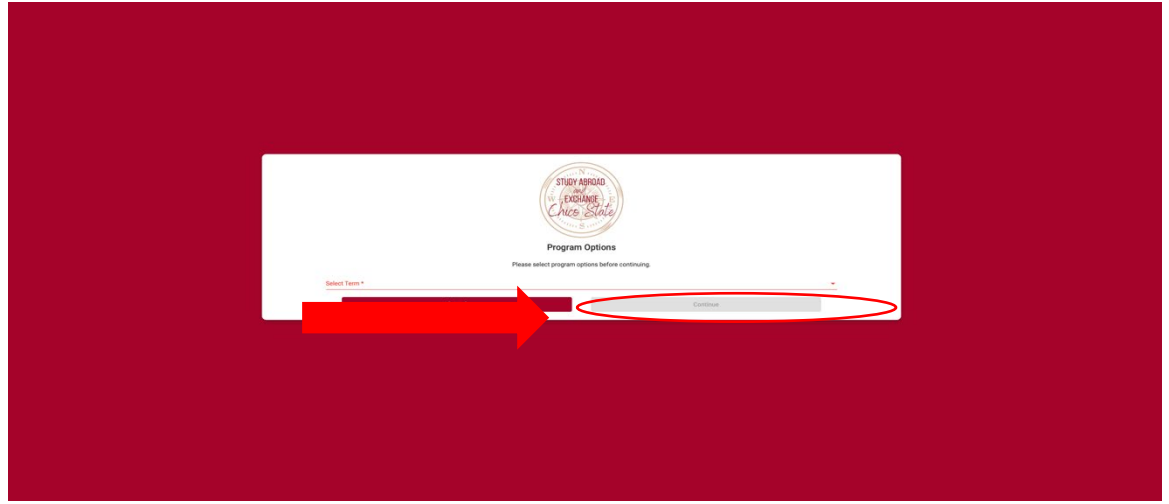 N
STUDY ABROAD
and
W EXCHANGE E
Chico State
S
Program Options
Please select program options before continuing.
Select Term *
Continue